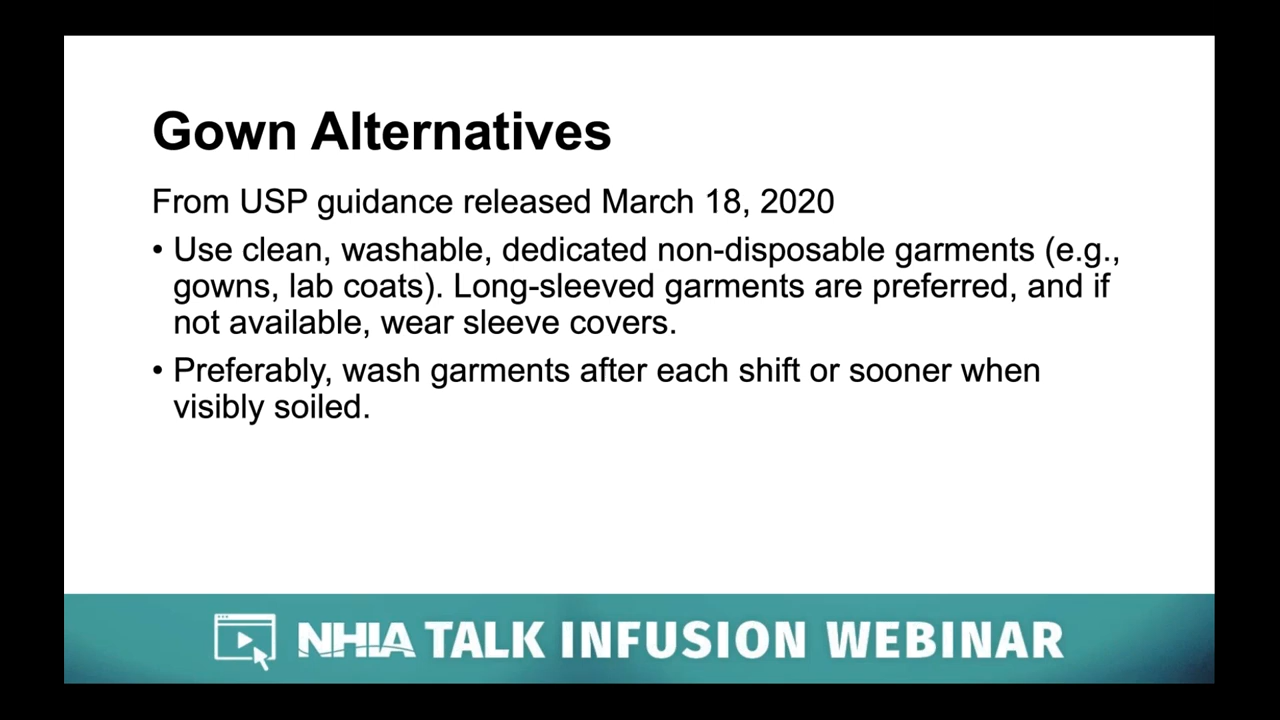 Gown Alternatives
From USP guidance released March 18, 2020
• Use clean, washable, dedicated non-disposable garments (e.g.,
gowns, lab coats). Long-sleeved garments are preferred, and if
not available, wear sleeve covers.
• Preferably, wash garments after each shift or sooner when
visibly soiled.
NHIA TALK INFUSION WEBINAR